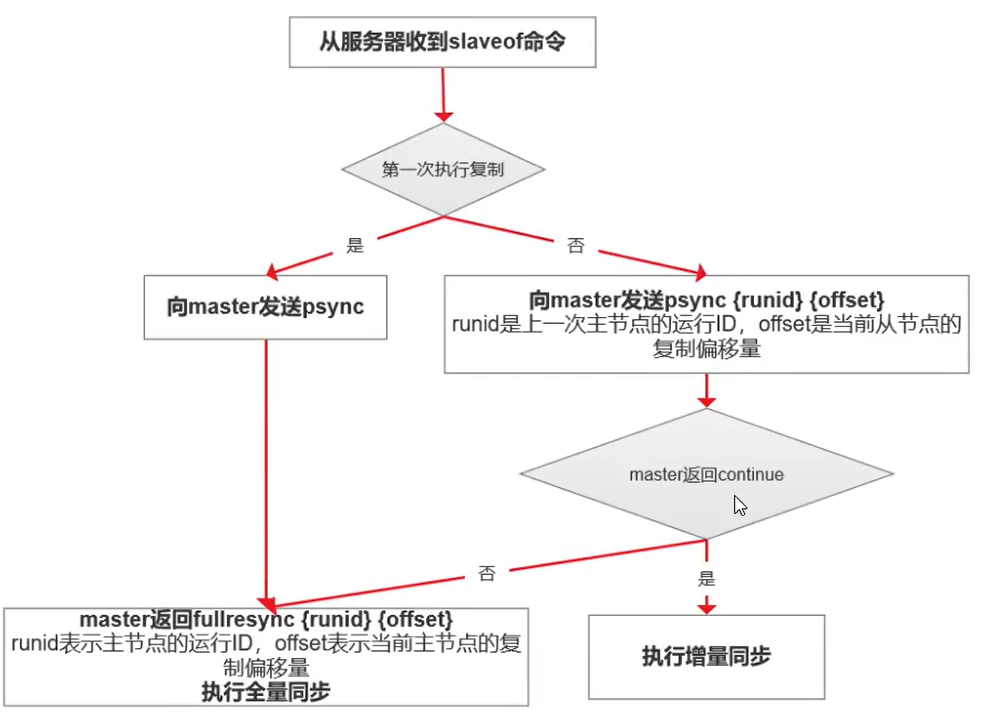 从服务器收到slaveof命令
第一次执行复制
是
否
向master发送psync
向master发送psync {runid} {offset}
runid是上一次主节点的运行ID，offset是当前从节点的
复制偏移量
master返回continue
否
是
master返回fullresync {runid} {offset}
runid表示主节点的运行ID，offset表示当前主节点的复
制偏移量
执行全量同步
执行增量同步